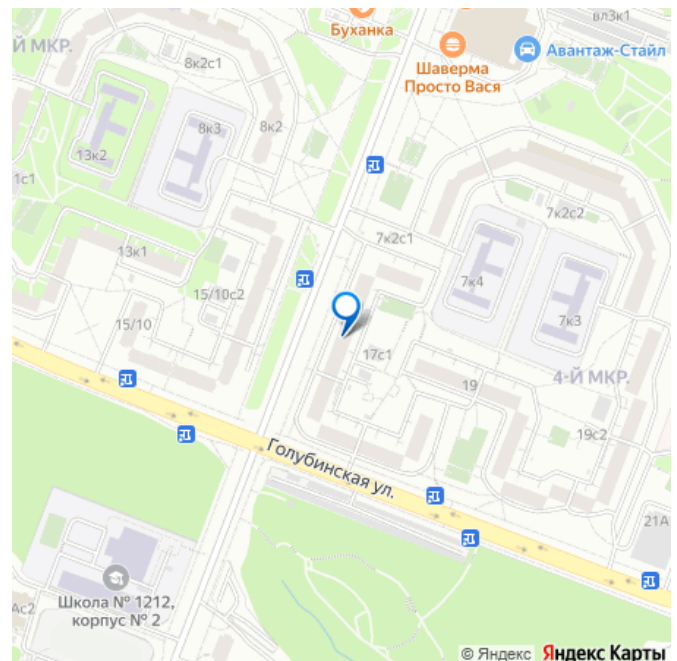 вл3к1
Буханка
Й МКР.
Авантаж-Стайл
8к2с1
Шаверма
Просто Вася
8к3
8к2
13к2
1с1
7к2с2
7к2с1
13к1
7к4
15/10с2
7к3
15/10
17с1
4-Й МКР.
19
19с2
Голубинская ул.
21А
Школа № 1212,
корпус № 2
Ас2
© Яндекс Яндекс Карты